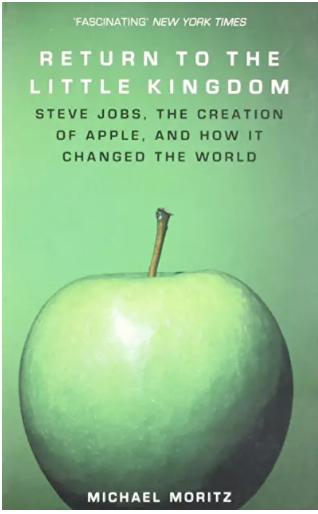 'FASCINATING' NEW YORK TIMES
RETURN TO THE
LITTLE KINGDOM
STEVE JOBS, THE CREATION
OF APPLE, AND HOW IT
CHANGED THE WORLD
MICHAEL MORITZ